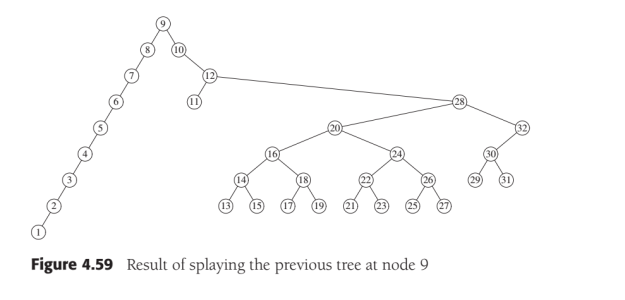 9
8 10
7 12
6 11 28
5 20 32
4 16 24 30
3 14 18 22 26 29 31
2 13 15 17 19 21 23 25 27
1
Figure 4.59 Result of splaying the previous tree at node 9